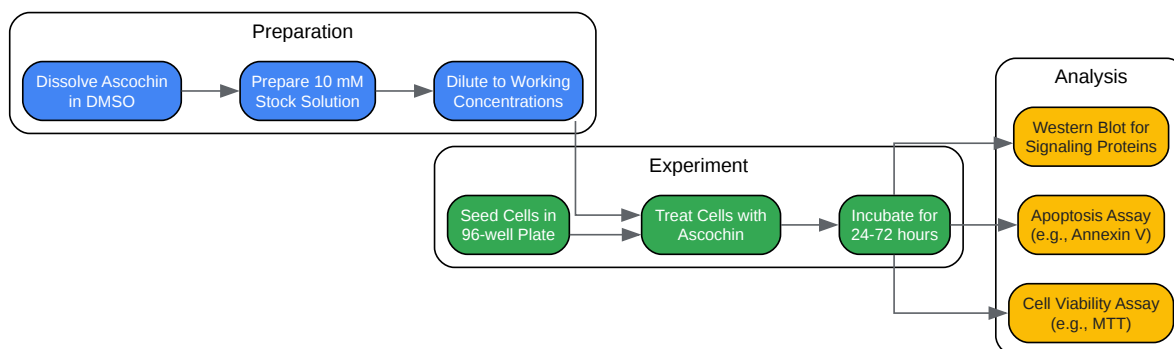 Preparation
Dissolve Ascochin
in DMSO
Prepare 10 mM
Stock Solution
Dilute to Working
Concentrations
Experiment
Seed Cells in
96-well Plate
Treat Cells with
Ascochin
Incubate for
24-72 hours
Analysis
Western Blot for
Signaling Proteins
Apoptosis Assay
(e.g., Annexin V)
Cell Viability Assay
(e.g., MTT)